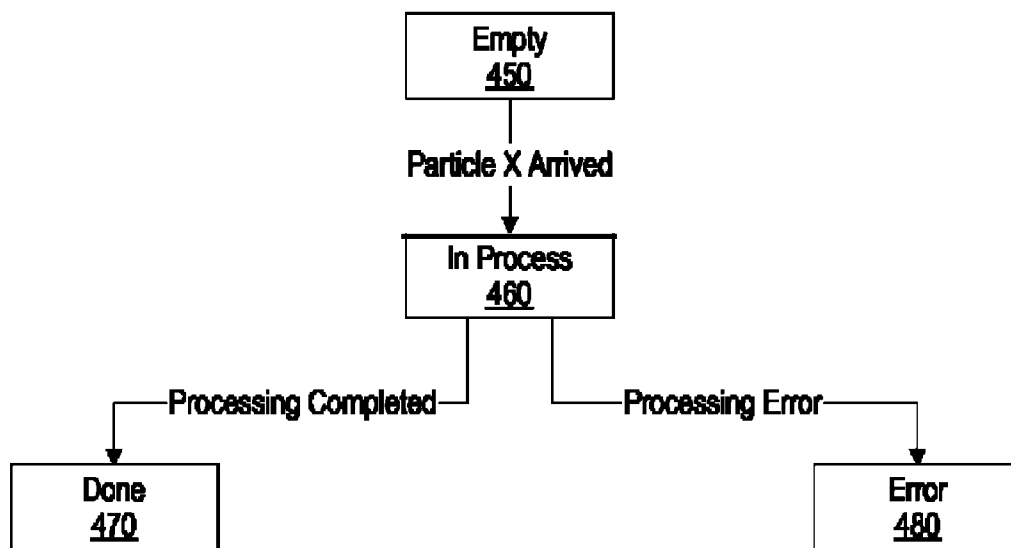 Empty
450
Particle X Arrived
In Process
460
Processing Completed
Processing Error
Done
470
Error
480